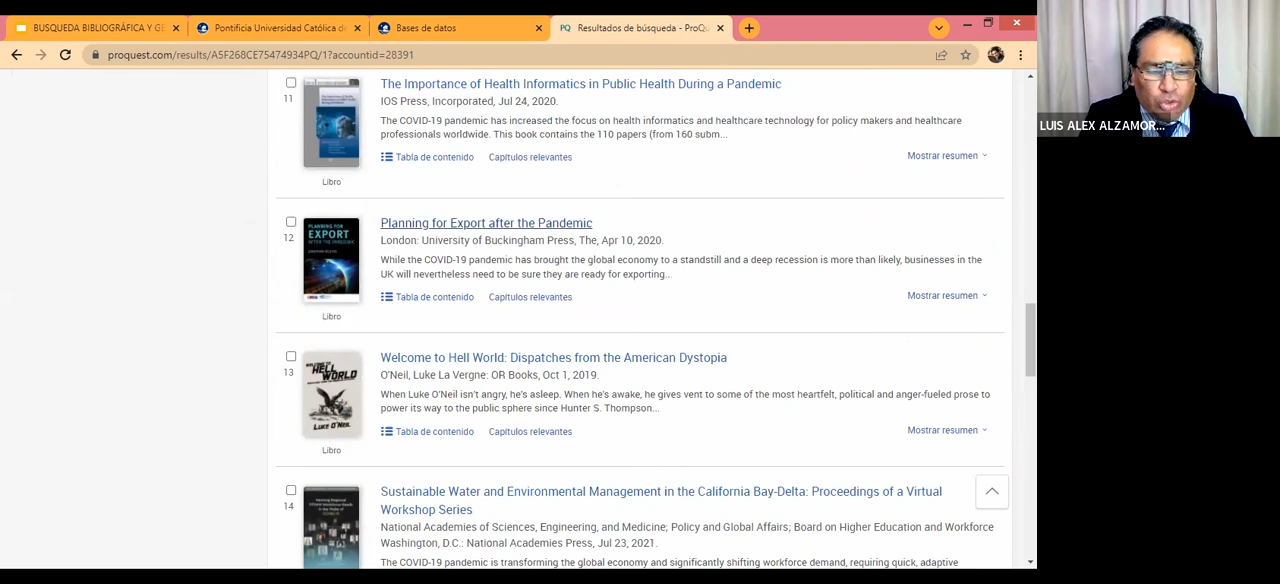 BUSQUEDA BIBLIOGRÁFICA Y GE
Pontificia Universidad Católica de
Bases de datos
Resultados de búsqueda - ProQu
proquest.com/results/A5F268CE75474934PQ/1?accountid=28391
LUIS ALEX ALZAMOR...
11
The Importance of Health Informatics in Public Health During a Pandemic
IOS Press, Incorporated, Jul 24, 2020.
The COVID-19 pandemic has increased the focus on health informatics and healthcare technology for policy makers and healthcare
professionals worldwide. This book contains the 110 papers (from 160 subm...
Tabla de contenido Capítulos relevantes Mostrar resumen
Libro
12
PLANNING FOR
EXPORT
AFTER THE PANDEMIC
Planning for Export after the Pandemic
London: University of Buckingham Press, The, Apr 10, 2020.
While the COVID-19 pandemic has brought the global economy to a standstill and a deep recession is more than likely, businesses in the
UK will nevertheless need to be sure they are ready for exporting...
Tabla de contenido Capítulos relevantes Mostrar resumen
Libro
13
WELCOME TO
HELL
WORLD
LUKE O'NEIL
Welcome to Hell World: Dispatches from the American Dystopia
O'Neil, Luke La Vergne: OR Books, Oct 1, 2019.
When Luke O'Neil isn't angry, he's asleep. When he's awake, he gives vent to some of the most heartfelt, political and anger-fueled prose to
power its way to the public sphere since Hunter S. Thompson...
Tabla de contenido Capítulos relevantes Mostrar resumen
Libro
14
Sustainable Water and Environmental Management in the California Bay-Delta: Proceedings of a Virtual
Workshop Series
National Academies of Sciences, Engineering, and Medicine; Policy and Global Affairs; Board on Higher Education and Workforce
Washington, D.C.: National Academies Press, Jul 23, 2021.
The COVID-19 pandemic is transforming the global economy and significantly shifting workforce demand, requiring quick, adaptive